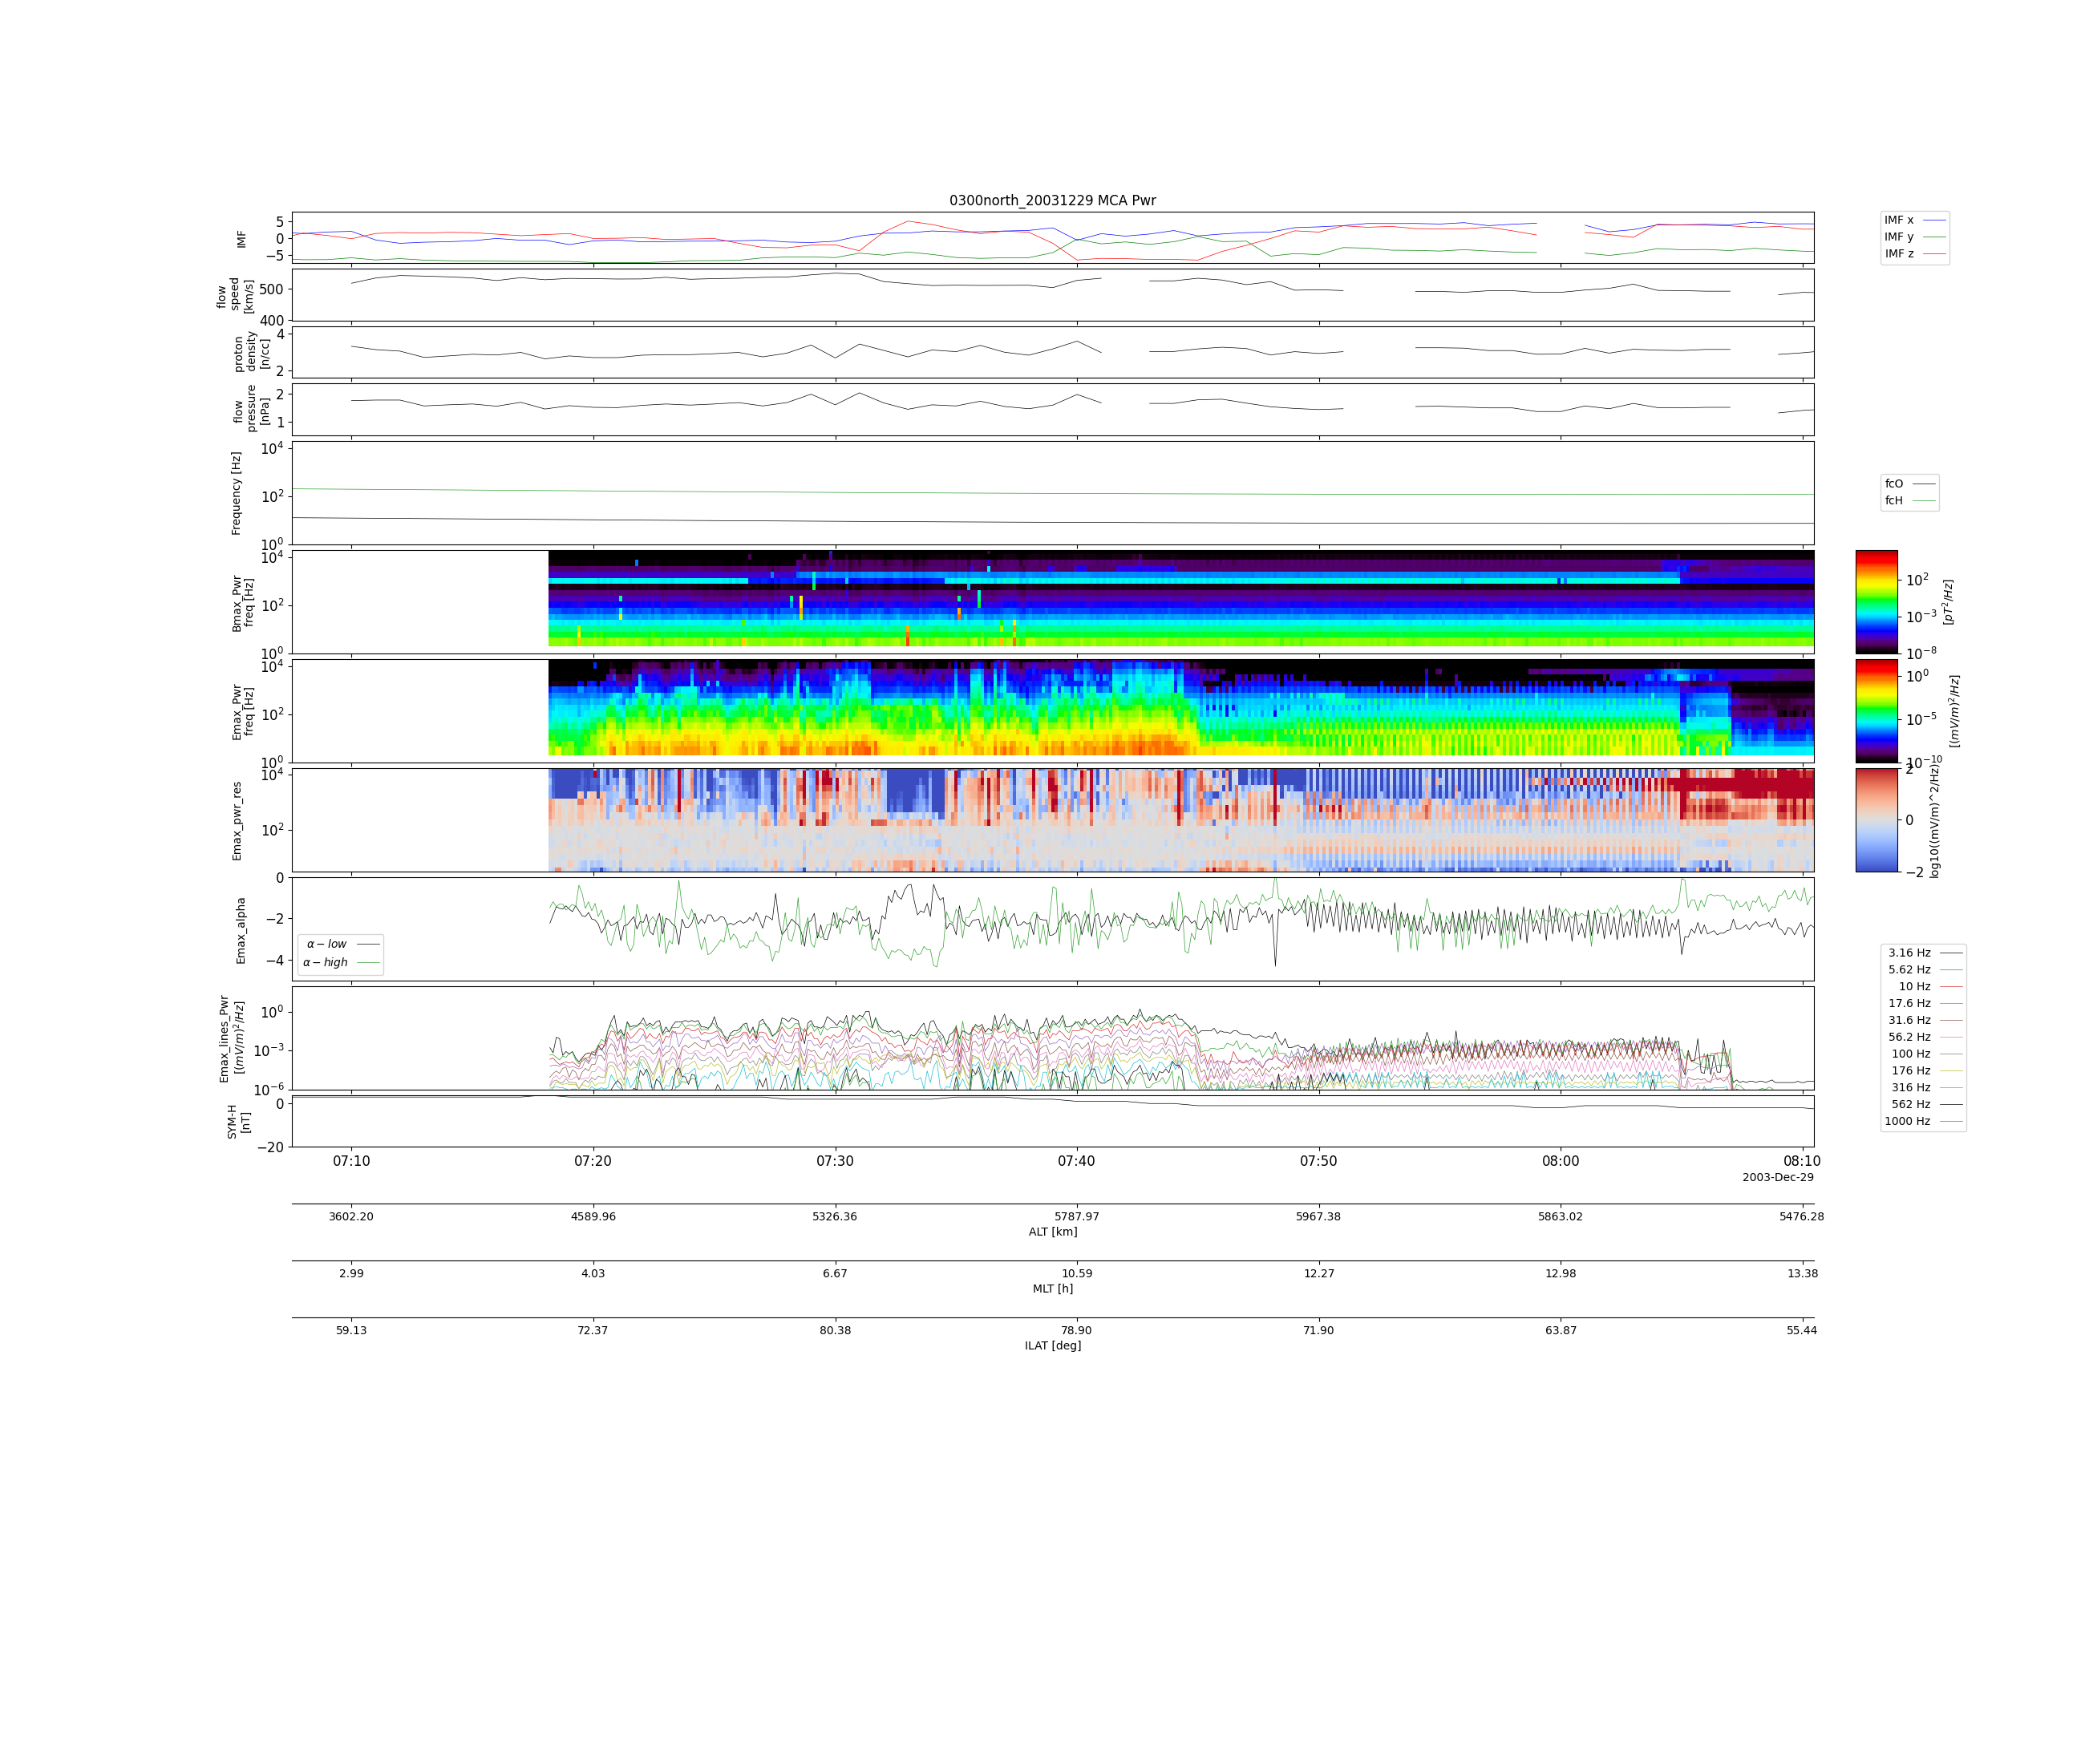 0300north_20031229 MCA Pwr
IMF
5
0
−5
IMF x
IMF y
IMF z
flow
speed
[km/s]
500
400
proton
density
[n/cc]
4
2
flow
pressure
[nPa]
2
1
Frequency [Hz]
10^4
10^2
10^0
fcO
fcH
Bmax_Pwr
freq [Hz]
10^4
10^2
10^0
10^2
10^−3
10^−8
[pT^2/Hz]
Emax_Pwr
freq [Hz]
10^4
10^2
10^0
10^0
10^−5
10^−10
[(mV/m)^2/Hz]
Emax_pwr_res
10^4
10^2
2
0
−2
log10((mV/m)^2/Hz)
Emax_alpha
0
−2
−4
α − low
α − high
Emax_lines_Pwr
[(mV/m)^2/Hz]
10^0
10^−3
10^−6
3.16 Hz
5.62 Hz
10 Hz
17.6 Hz
31.6 Hz
56.2 Hz
100 Hz
176 Hz
316 Hz
562 Hz
1000 Hz
SYM-H
[nT]
0
−20
07:10 07:20 07:30 07:40 07:50 08:00 08:10
2003-Dec-29
3602.20 4589.96 5326.36 5787.97 5967.38 5863.02 5476.28
ALT [km]
2.99 4.03 6.67 10.59 12.27 12.98 13.38
MLT [h]
59.13 72.37 80.38 78.90 71.90 63.87 55.44
ILAT [deg]